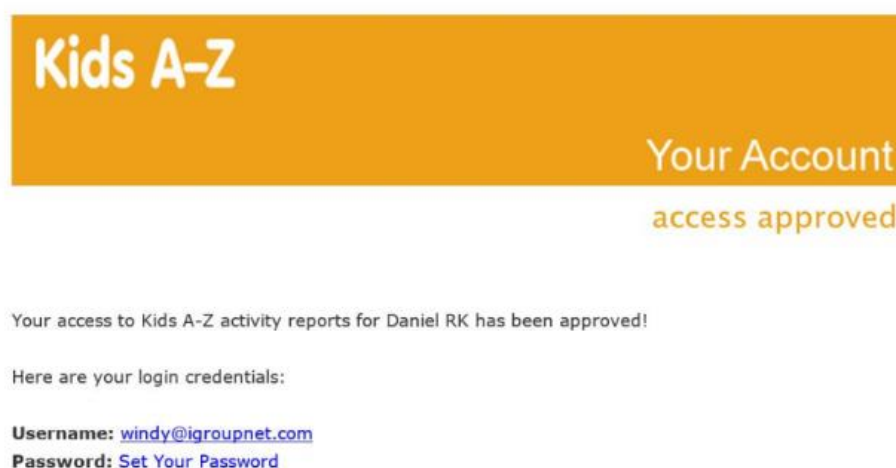 Kids A-Z
Your Account
access approved
Your access to Kids A-Z activity reports for Daniel RK has been approved!
Here are your login credentials:
Username: windy@igroupnet.com
Password: Set Your Password